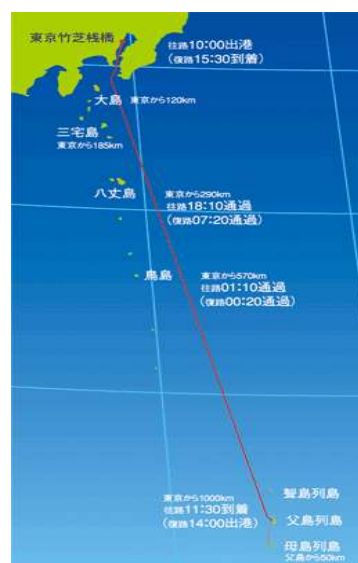 東京竹芝桟橋
往路10:00出港
(復路15:30到着)
大島 東京から120km
三宅島
東京から185km
八丈島
東京から290km
往路18:10通過
(復路07:20通過)
鳥島
東京から570km
往路01:10通過
(復路00:20通過)
聟島列島
東京から1000km
往路11:30到着
(復路14:00出港)
父島列島
母島列島
父島から50km